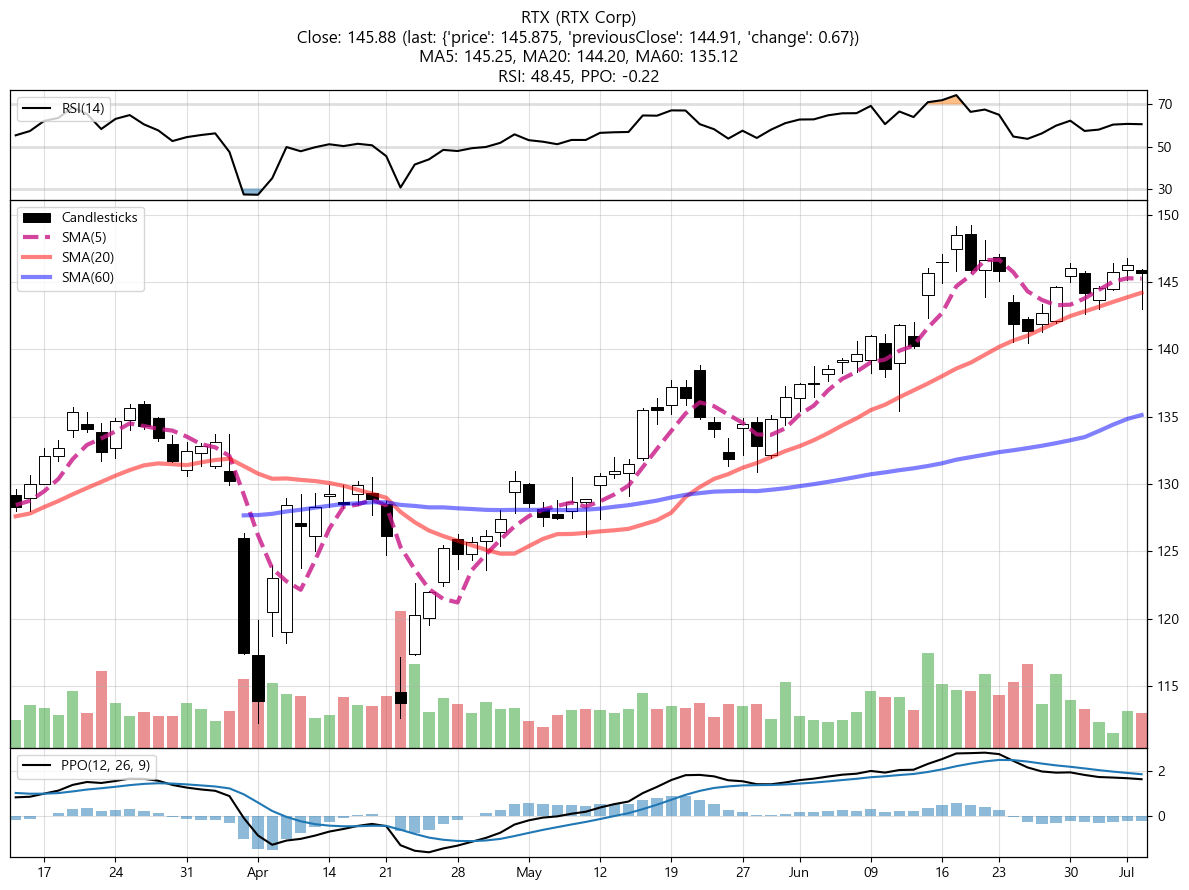 RTX (RTX Corp)
Close: 145.88 (last: {'price': 145.875, 'previousClose': 144.91, 'change': 0.67})
MA5: 145.25, MA20: 144.20, MA60: 135.12
RSI: 48.45, PPO: -0.22
RSI(14)
70
50
30
Candlesticks
SMA(5)
SMA(20)
SMA(60)
150
145
140
135
130
125
120
115
PPO(12, 26, 9)
2
0
17 24 31 Apr 14 21 28 May 12 19 27 Jun 09 16 23 30 Jul